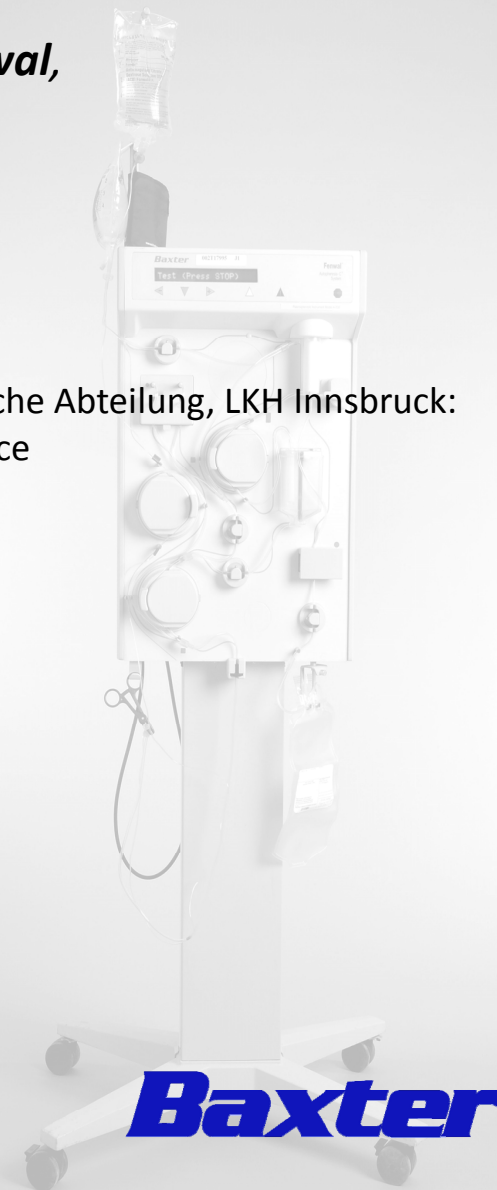 val,
che Abteilung, LKH Innsbruck:
ce
Baxter
Test (Press STOP)
Baxter